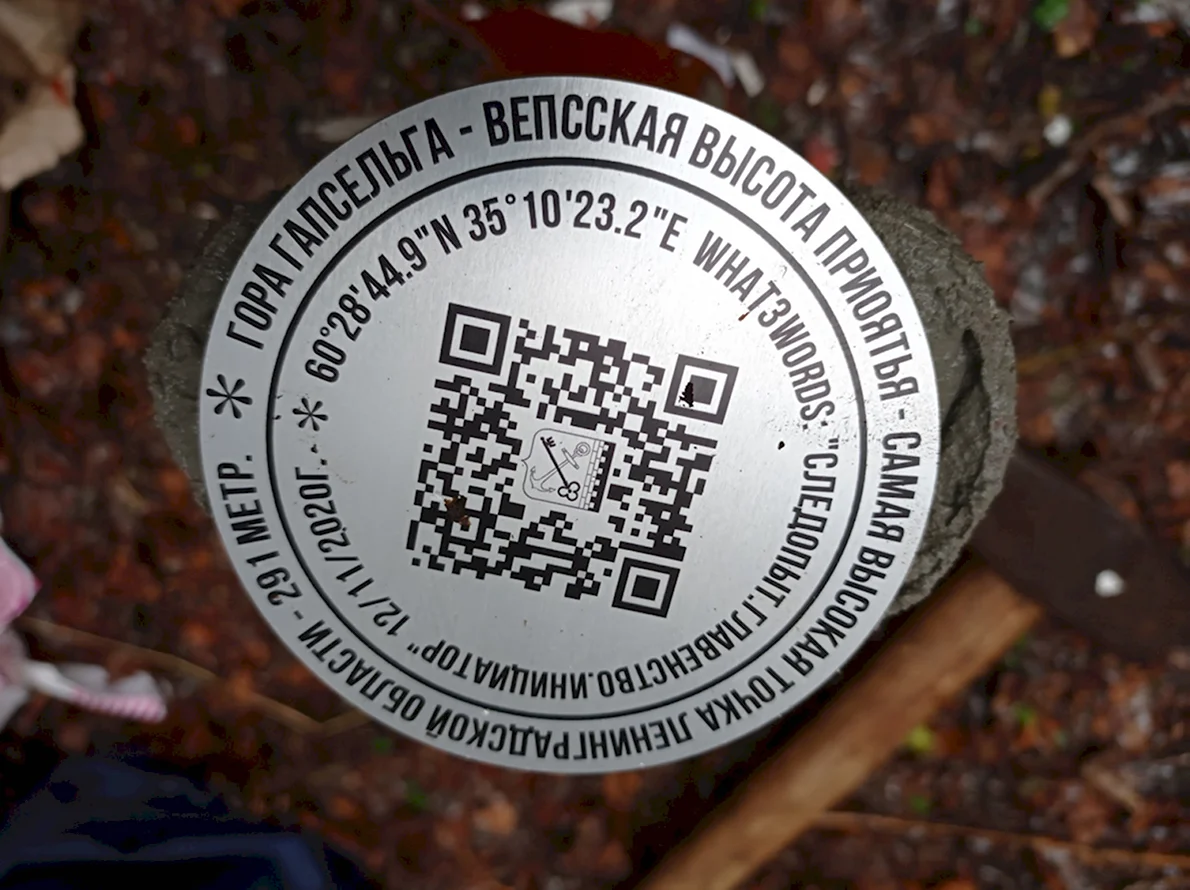 * ГОРА ГАПСЕЛЬГА - ВЕПССКАЯ ВЫСОТА ПРИОЯТЬЯ - САМАЯ ВЫСОКАЯ ТОЧКА ЛЕНИНГРАДСКОЙ ОБЛАСТИ - 291 МЕТР.
* 60°28'44.9"N 35°10'23.2"E WHAT3WORDS: "СЛЕДОПЫТ.ГЛАВЕНСТВО.ИНИЦИАТОР" 12/11/2020Г.